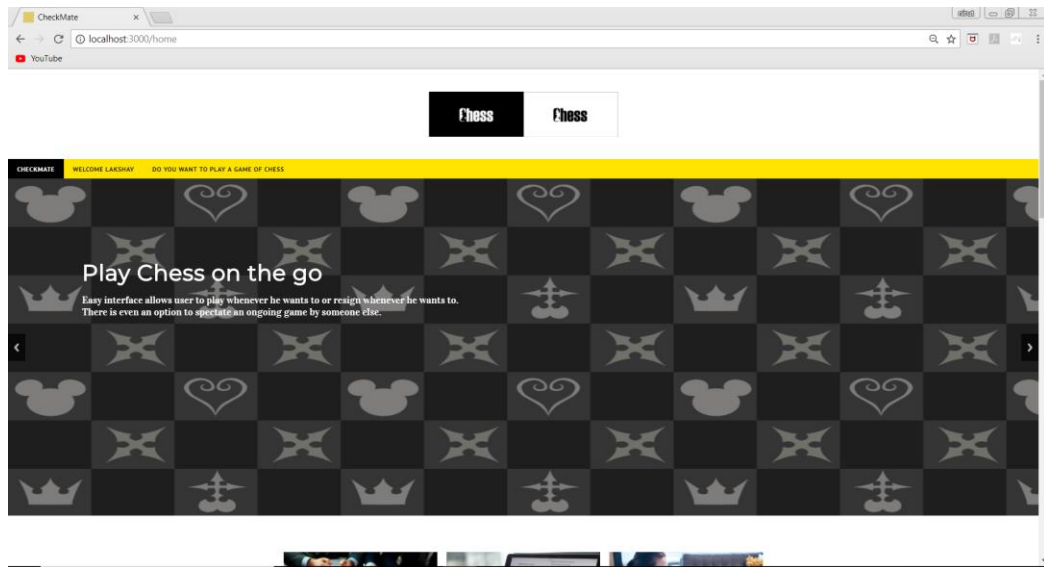 CheckMate
localhost:3000/home
YouTube
Chess Chess
CHECKMATE WELCOME LAKSHAY DO YOU WANT TO PLAY A GAME OF CHESS
Play Chess on the go
Easy interface allows user to play whenever he wants to or resign whenever he wants to.
There is even an option to spectate an ongoing game by someone else.